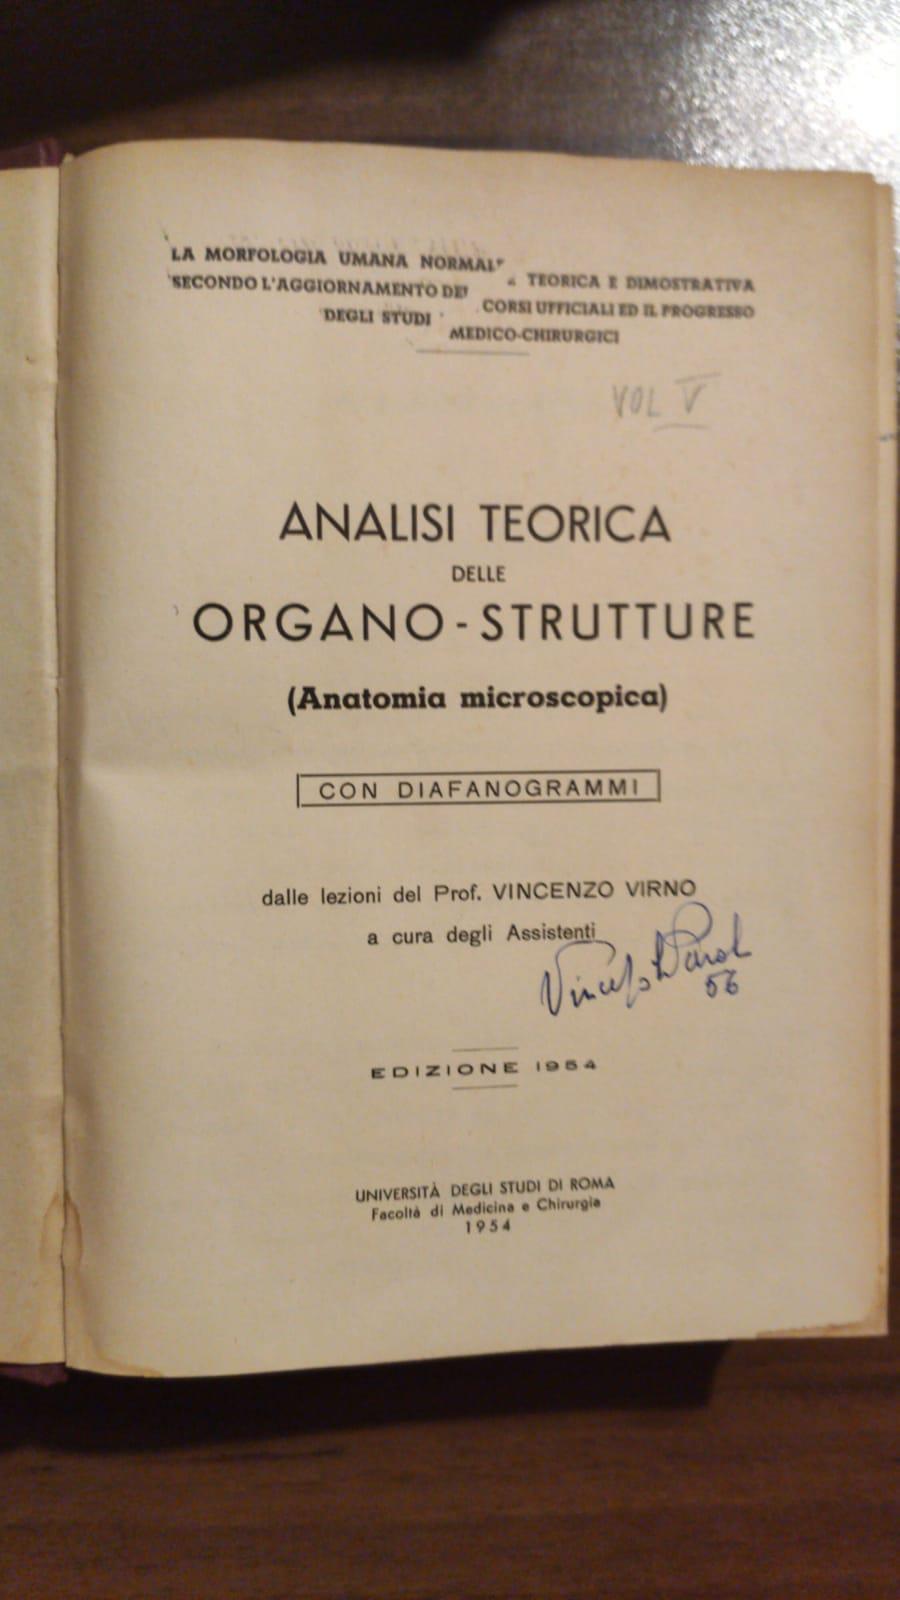 LA MORFOLOGIA UMANA NORMAL TEORICA E DIMOSTRATIVA
SECONDO L'AGGIORNAMENTO DEI CORSI UFFICIALI ED IL PROGRESSO
DEGLI STUDI MEDICO-CHIRURGICI
VOL V
ANALISI TEORICA
DELLE
ORGANO-STRUTTURE
(Anatomia microscopica)
CON DIAFANOGRAMMI
dalle lezioni del Prof. VINCENZO VIRNO
a cura degli Assistenti
56
EDIZIONE 1954
UNIVERSITÀ DEGLI STUDI DI ROMA
Facoltà di Medicina e Chirurgia
1954